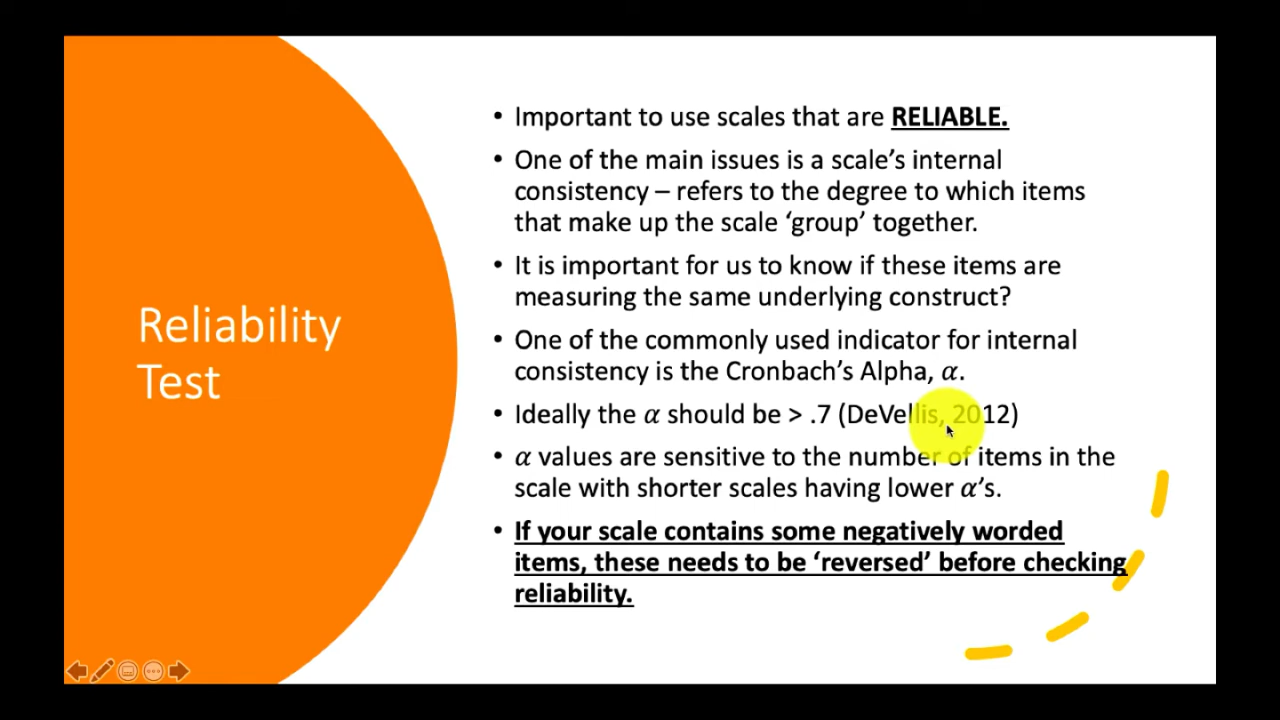 Reliability
Test
• Important to use scales that are RELIABLE.
• One of the main issues is a scale’s internal
consistency – refers to the degree to which items
that make up the scale ‘group’ together.
• It is important for us to know if these items are
measuring the same underlying construct?
• One of the commonly used indicator for internal
consistency is the Cronbach’s Alpha, 𝛼.
• Ideally the 𝛼 should be > .7 (DeVellis, 2012)
• 𝛼 values are sensitive to the number of items in the
scale with shorter scales having lower 𝛼’s.
• If your scale contains some negatively worded
items, these needs to be ‘reversed’ before checking
reliability.